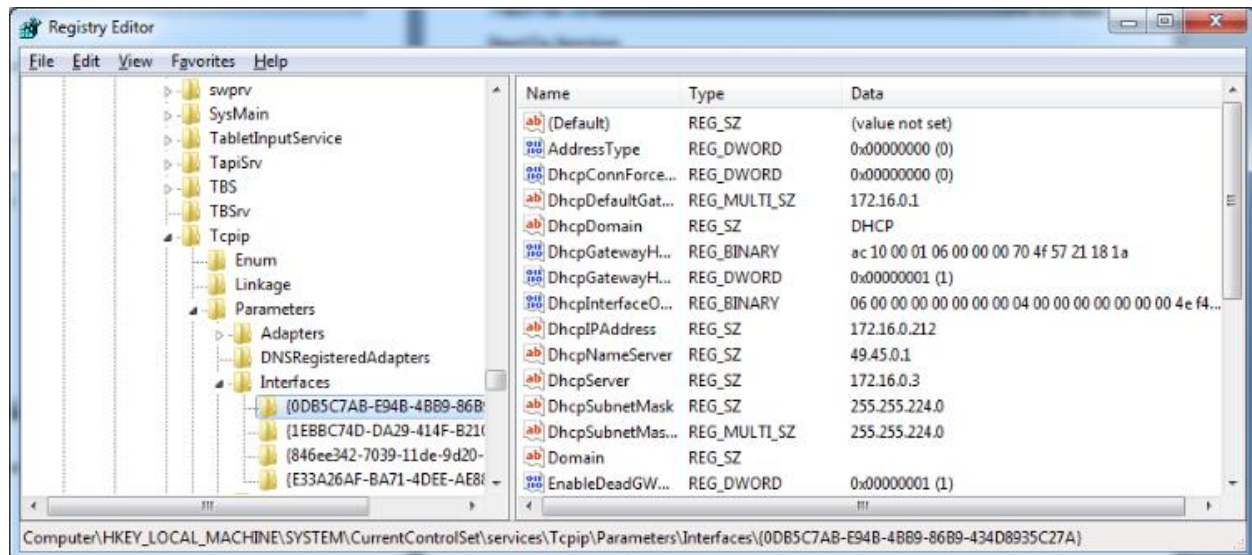 Registry Editor
File Edit View Favorites Help
swprv
SysMain
TabletInputService
TapiSrv
TBS
TBSrv
Tcpip
Enum
Linkage
Parameters
Adapters
DNSRegisteredAdapters
Interfaces
{0DB5C7AB-E94B-4BB9-86B9
{1EBBC74D-DA29-414F-B210
{846ee342-7039-11de-9d20-
{E33A26AF-BA71-4DEE-AE88
Name Type Data
(Default) REG_SZ (value not set)
AddressType REG_DWORD 0x00000000 (0)
DhcpConnForce... REG_DWORD 0x00000000 (0)
DhcpDefaultGat... REG_MULTI_SZ 172.16.0.1
DhcpDomain REG_SZ DHCP
DhcpGatewayH... REG_BINARY ac 10 00 01 06 00 00 00 70 4f 57 21 18 1a
DhcpGatewayH... REG_DWORD 0x00000001 (1)
DhcpInterfaceO... REG_BINARY 06 00 00 00 00 00 00 00 04 00 00 00 00 00 00 00 4e f4...
DhcpIPAddress REG_SZ 172.16.0.212
DhcpNameServer REG_SZ 49.45.0.1
DhcpServer REG_SZ 172.16.0.3
DhcpSubnetMask REG_SZ 255.255.224.0
DhcpSubnetMas... REG_MULTI_SZ 255.255.224.0
Domain REG_SZ
EnableDeadGW... REG_DWORD 0x00000001 (1)
Computer\HKEY_LOCAL_MACHINE\SYSTEM\CurrentControlSet\services\Tcpip\Parameters\Interfaces\{0DB5C7AB-E94B-4BB9-86B9-434D8935C27A}